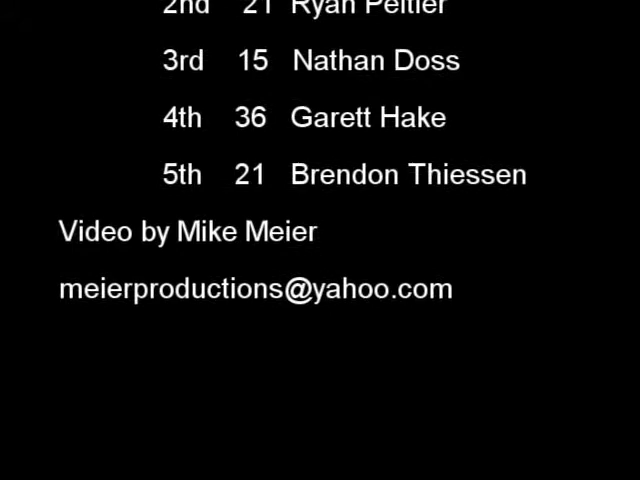 2nd 21 Ryan Peltier
3rd 15 Nathan Doss
4th 36 Garett Hake
5th 21 Brendon Thiessen
Video by Mike Meier
meierproductions@yahoo.com